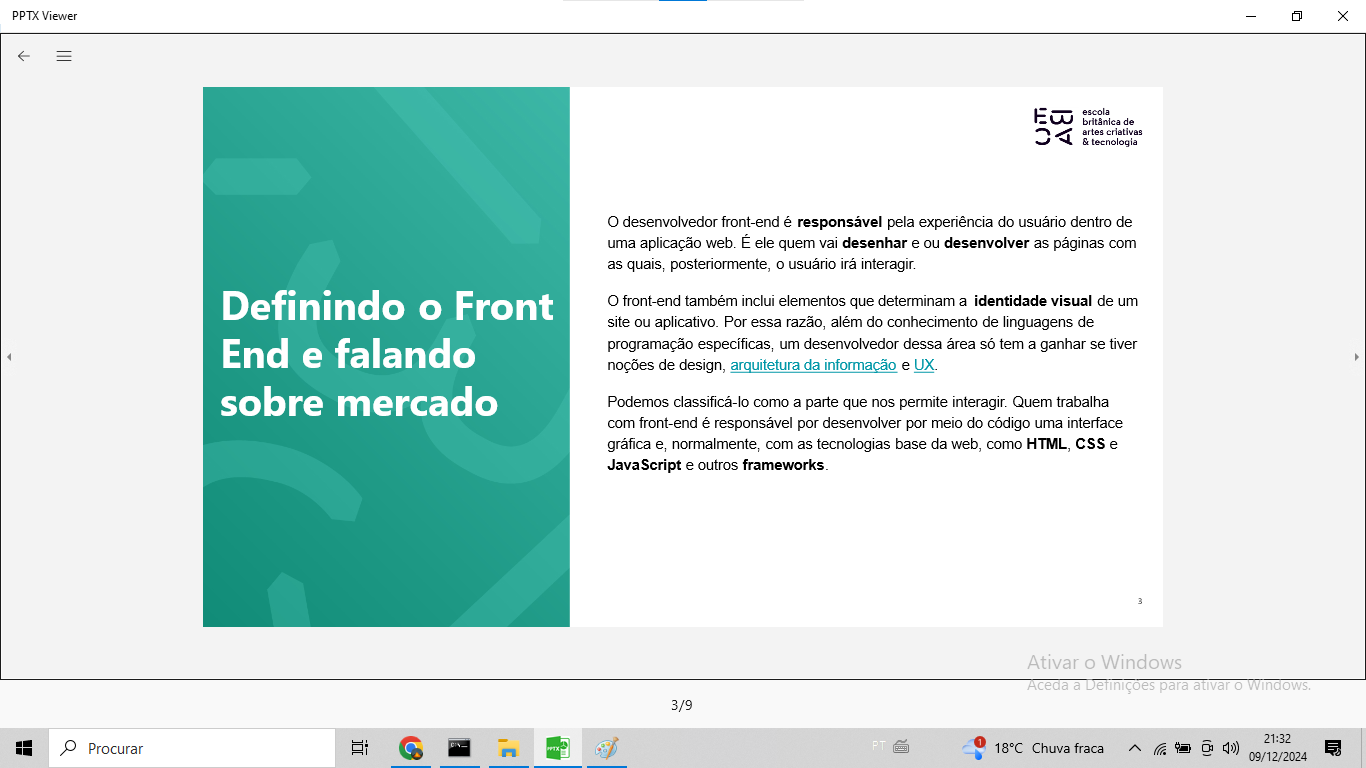 PPTX Viewer
escola
britânica de
artes criativas
& tecnologia
Definindo o Front
End e falando
sobre mercado
O desenvolvedor front-end é responsável pela experiência do usuário dentro de
uma aplicação web. É ele quem vai desenhar e ou desenvolver as páginas com
as quais, posteriormente, o usuário irá interagir.
O front-end também inclui elementos que determinam a identidade visual de um
site ou aplicativo. Por essa razão, além do conhecimento de linguagens de
programação específicas, um desenvolvedor dessa área só tem a ganhar se tiver
noções de design, arquitetura da informação e UX.
Podemos classificá-lo como a parte que nos permite interagir. Quem trabalha
com front-end é responsável por desenvolver por meio do código uma interface
gráfica e, normalmente, com as tecnologias base da web, como HTML, CSS e
JavaScript e outros frameworks.
3
Ativar o Windows
Aceda a Definições para ativar o Windows.
3/9
Procurar
PPTX
PT
1
18°C Chuva fraca
21:32
09/12/2024